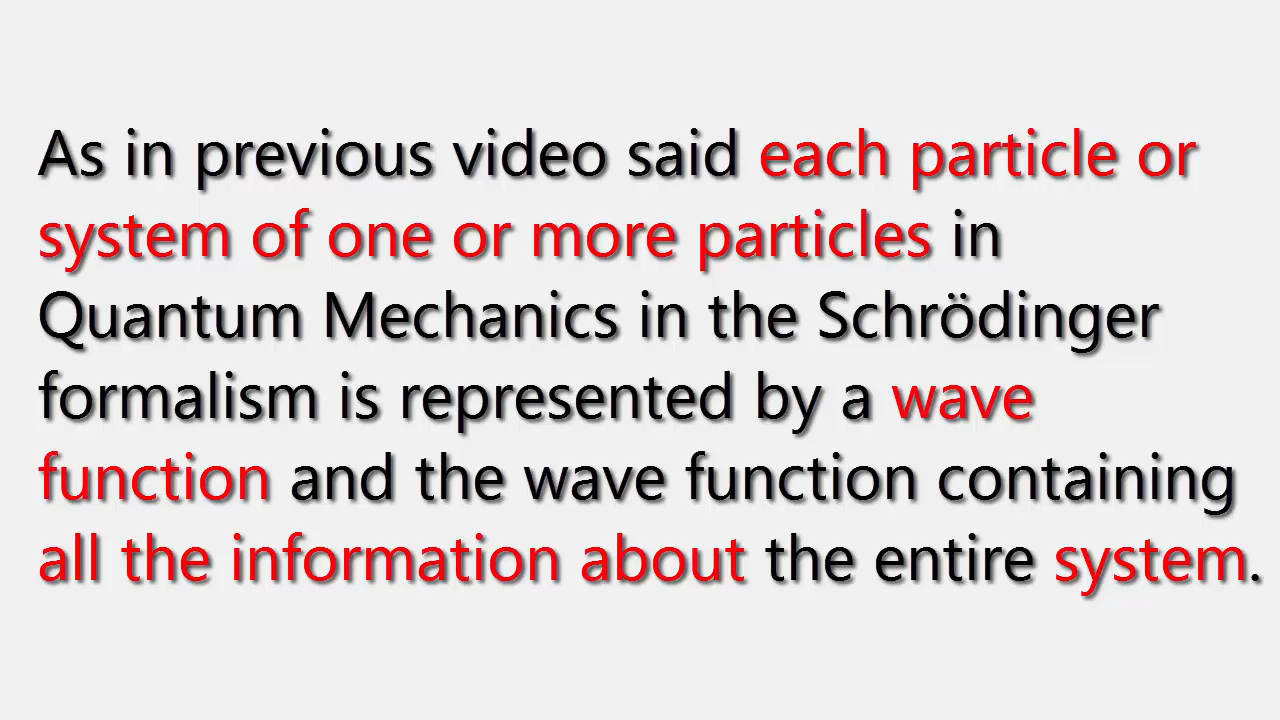 As in previous video said each particle or
system of one or more particles in
Quantum Mechanics in the Schrödinger
formalism is represented by a wave
function and the wave function containing
all the information about the entire system.